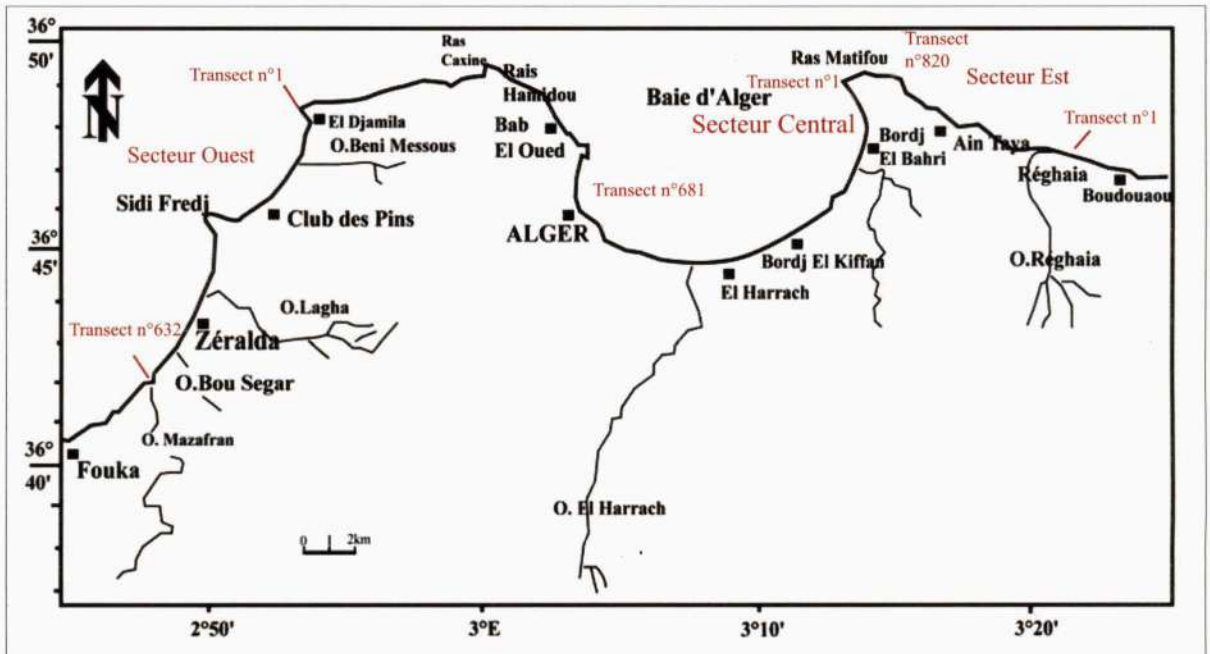 36°
50'
N
Transect n°1
Ras
Caxine
Rais
Hamidou
Ras Matifou
Transect
n°820
Secteur Est
Transect n°1
Baie d'Alger
Secteur Central
Transect n°1
El Djamila
O.Beni Messous
Bab
El Oued
Bordj
El Bahri
Ain Taya
Secteur Ouest
Réghaia
Boudouaou
Sidi Fredj
Club des Pins
Transect n°681
ALGER
36°
45'
Bordj El Kiffan
El Harrach
O.Réghaia
O.Lagha
Transect n°632
Zéralda
O.Bou Segar
O. Mazafran
36°
40'
Fouka
O. El Harrach
0 2km
2°50'
3°E
3°10'
3°20'